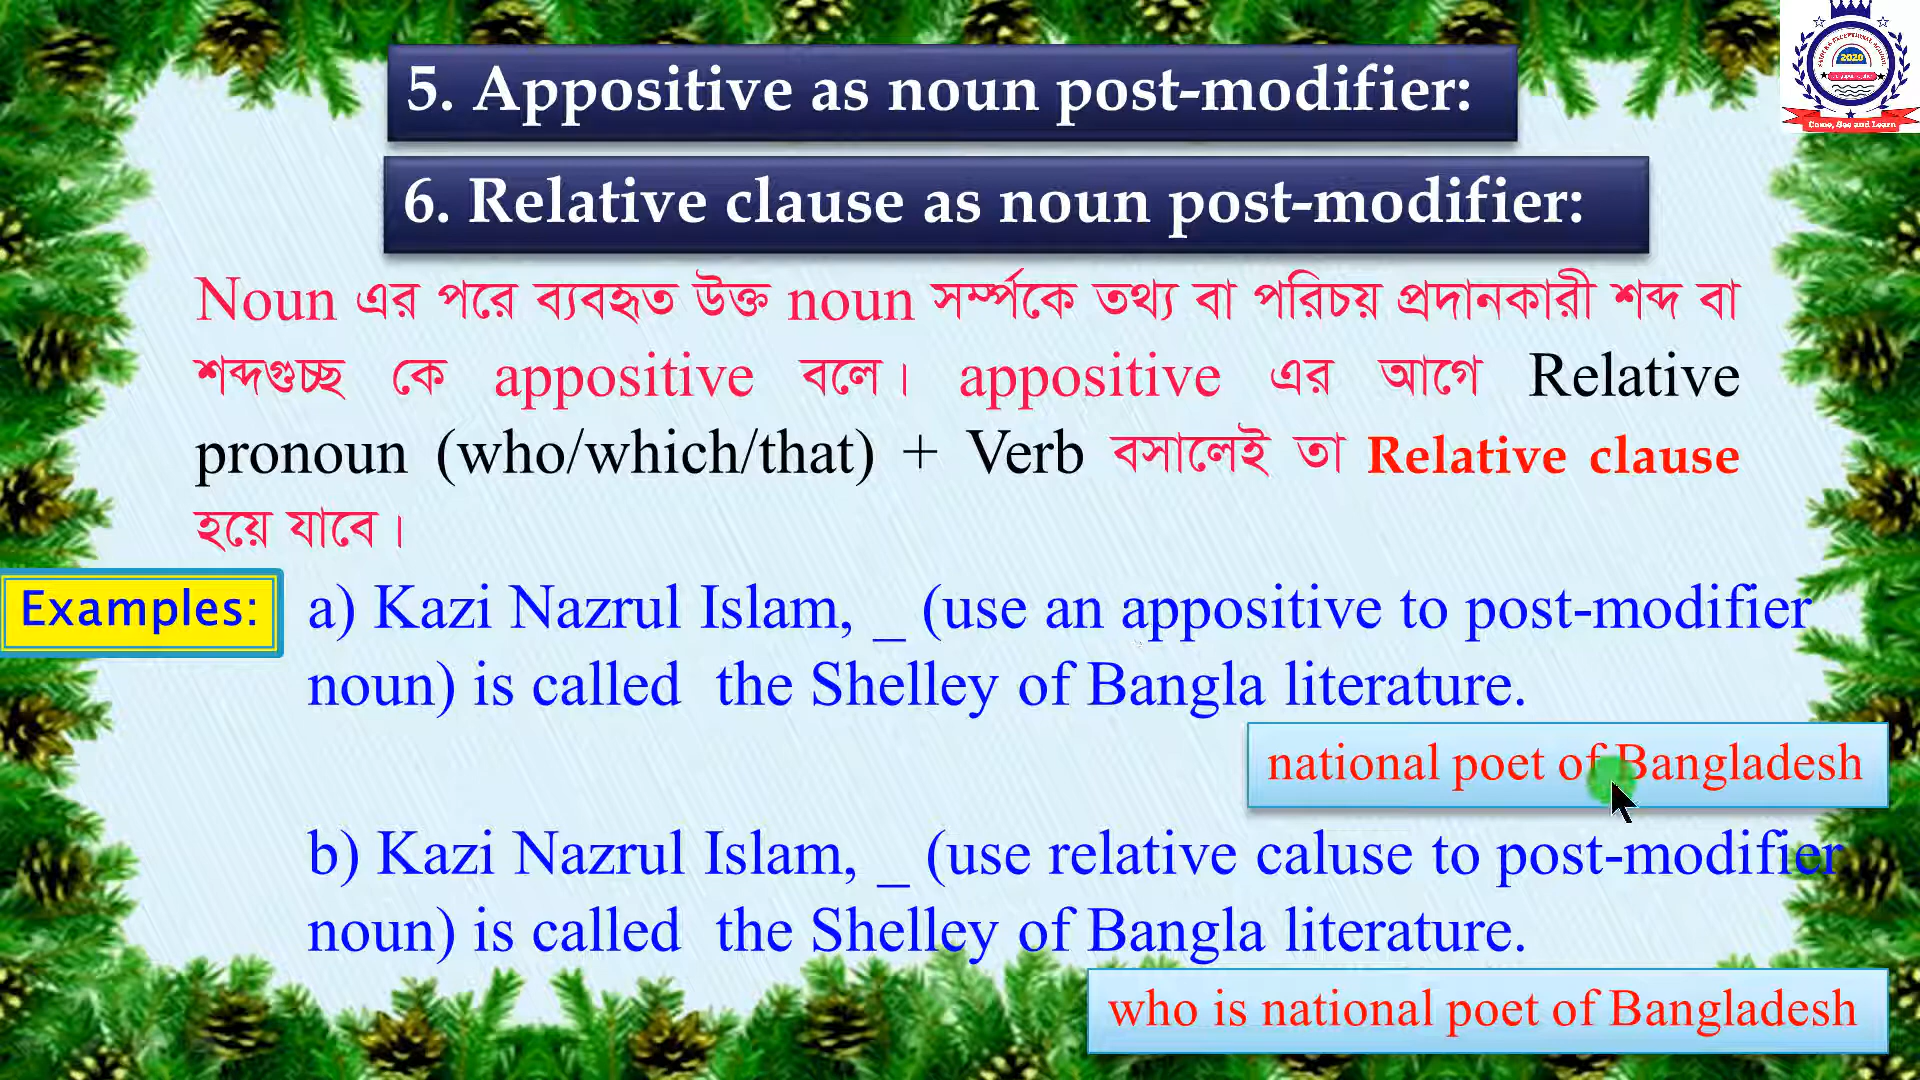 5. Appositive as noun post-modifier:
6. Relative clause as noun post-modifier:
Noun এর পরে ব্যবহৃত উক্ত noun সর্ম্পকে তথ্য বা পরিচয় প্রদানকারী শব্দ বা
শব্দগুচ্ছ কে appositive বলে। appositive এর আগে Relative
pronoun (who/which/that) + Verb বসালেই তা Relative clause
হয়ে যাবে।
Examples:
a) Kazi Nazrul Islam, _ (use an appositive to post-modifier
noun) is called the Shelley of Bangla literature.
national poet of Bangladesh
b) Kazi Nazrul Islam, _ (use relative caluse to post-modifier
noun) is called the Shelley of Bangla literature.
who is national poet of Bangladesh
2020
Come, See and Learn